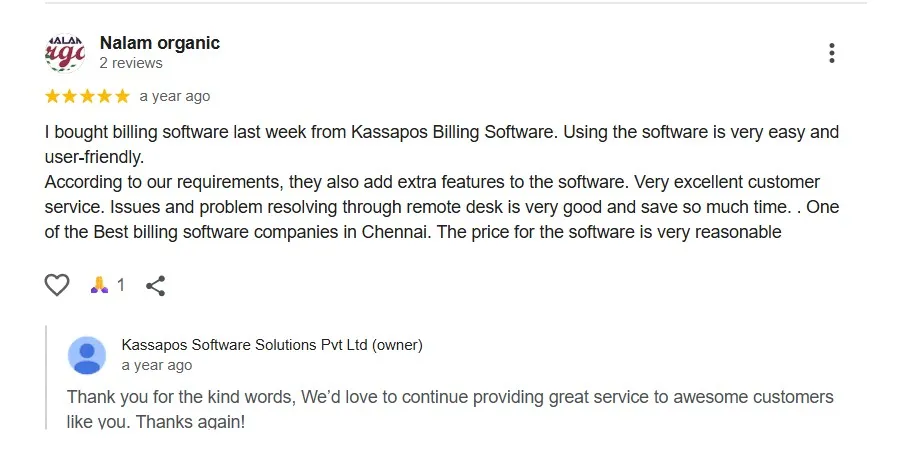 Nalam organic
2 reviews
a year ago
I bought billing software last week from Kassapos Billing Software. Using the software is very easy and
user-friendly.
According to our requirements, they also add extra features to the software. Very excellent customer
service. Issues and problem resolving through remote desk is very good and save so much time. . One
of the Best billing software companies in Chennai. The price for the software is very reasonable
1
Kassapos Software Solutions Pvt Ltd (owner)
a year ago
Thank you for the kind words, We’d love to continue providing great service to awesome customers
like you. Thanks again!